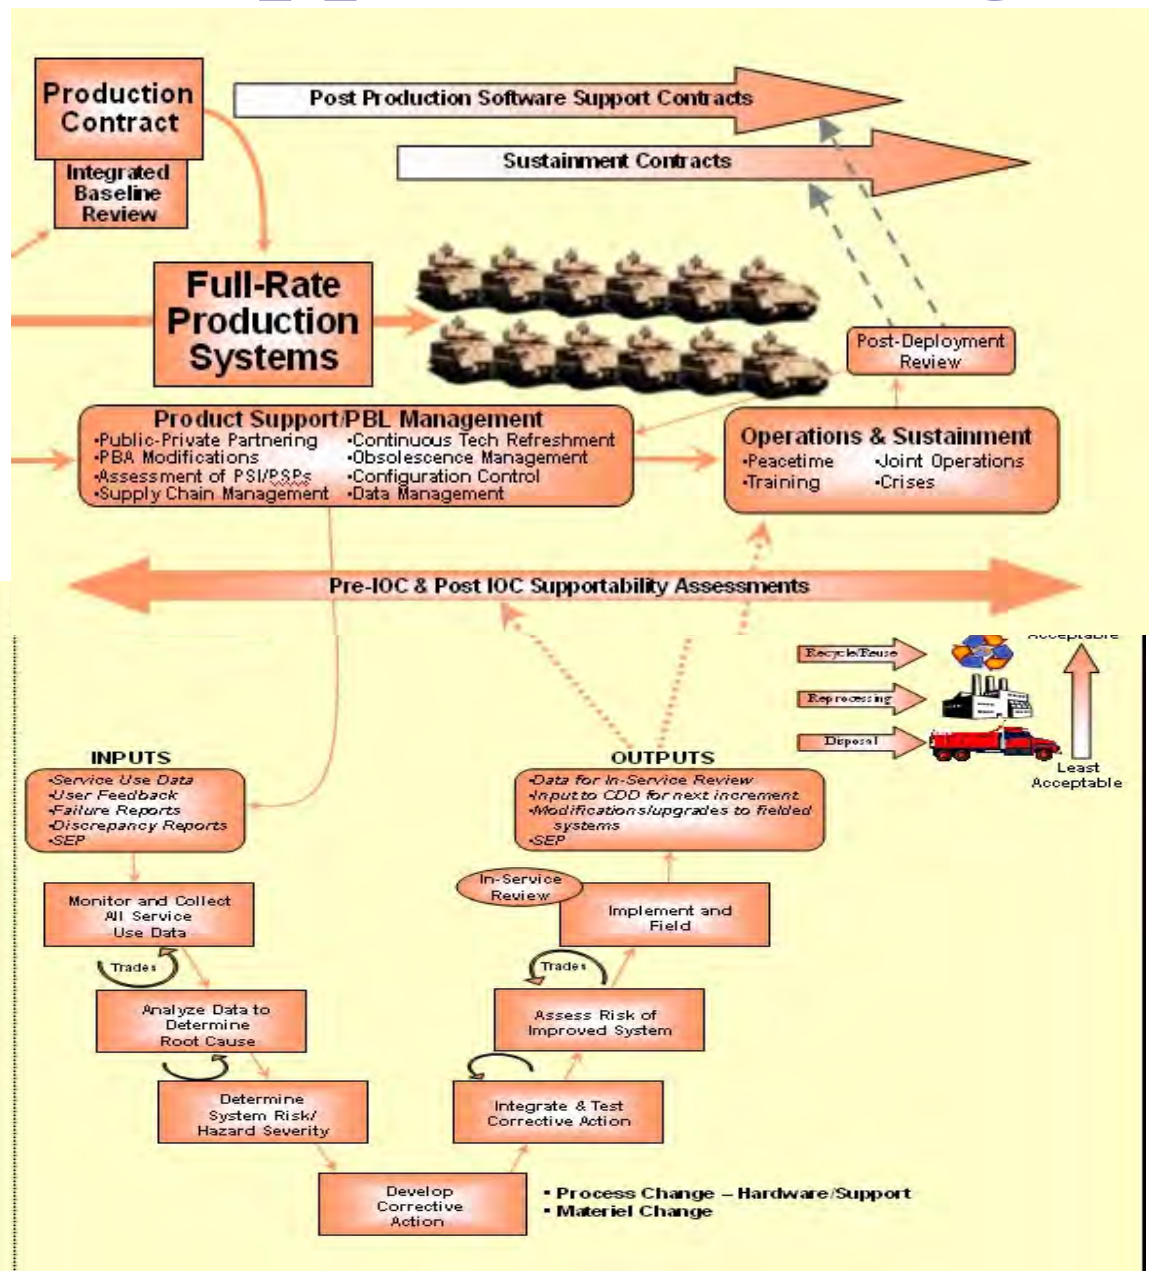 Production
Contract
Integrated
Baseline
Review
Post Production Software Support Contracts
Sustainment Contracts
Full-Rate
Production
Systems
Post-Deployment
Review
Product Support/PBL Management
•Public-Private Partnering
•PBA Modifications
•Assessment of PSI/PSPs
•Supply Chain Management
•Continuous Tech Refreshment
•Obsolescence Management
•Configuration Control
•Data Management
Operations & Sustainment
•Peacetime
•Training
•Joint Operations
•Crises
Pre-IOC & Post IOC Supportability Assessments
Acceptable
Recycle/Reuse
Reprocessing
Disposal
Least
Acceptable
INPUTS
•Service Use Data
•User Feedback
•Failure Reports
•Discrepancy Reports
•SEP
OUTPUTS
•Data for In-Service Review
•Input to CDD for next increment
•Modifications/upgrades to fielded
systems
•SEP
Monitor and Collect
All Service
Use Data
In-Service
Review
Implement and
Field
Trades
Trades
Analyze Data to
Determine
Root Cause
Assess Risk of
Improved System
Determine
System Risk/
Hazard Severity
Integrate & Test
Corrective Action
Develop
Corrective
Action
▪ Process Change – Hardware/Support
▪ Materiel Change